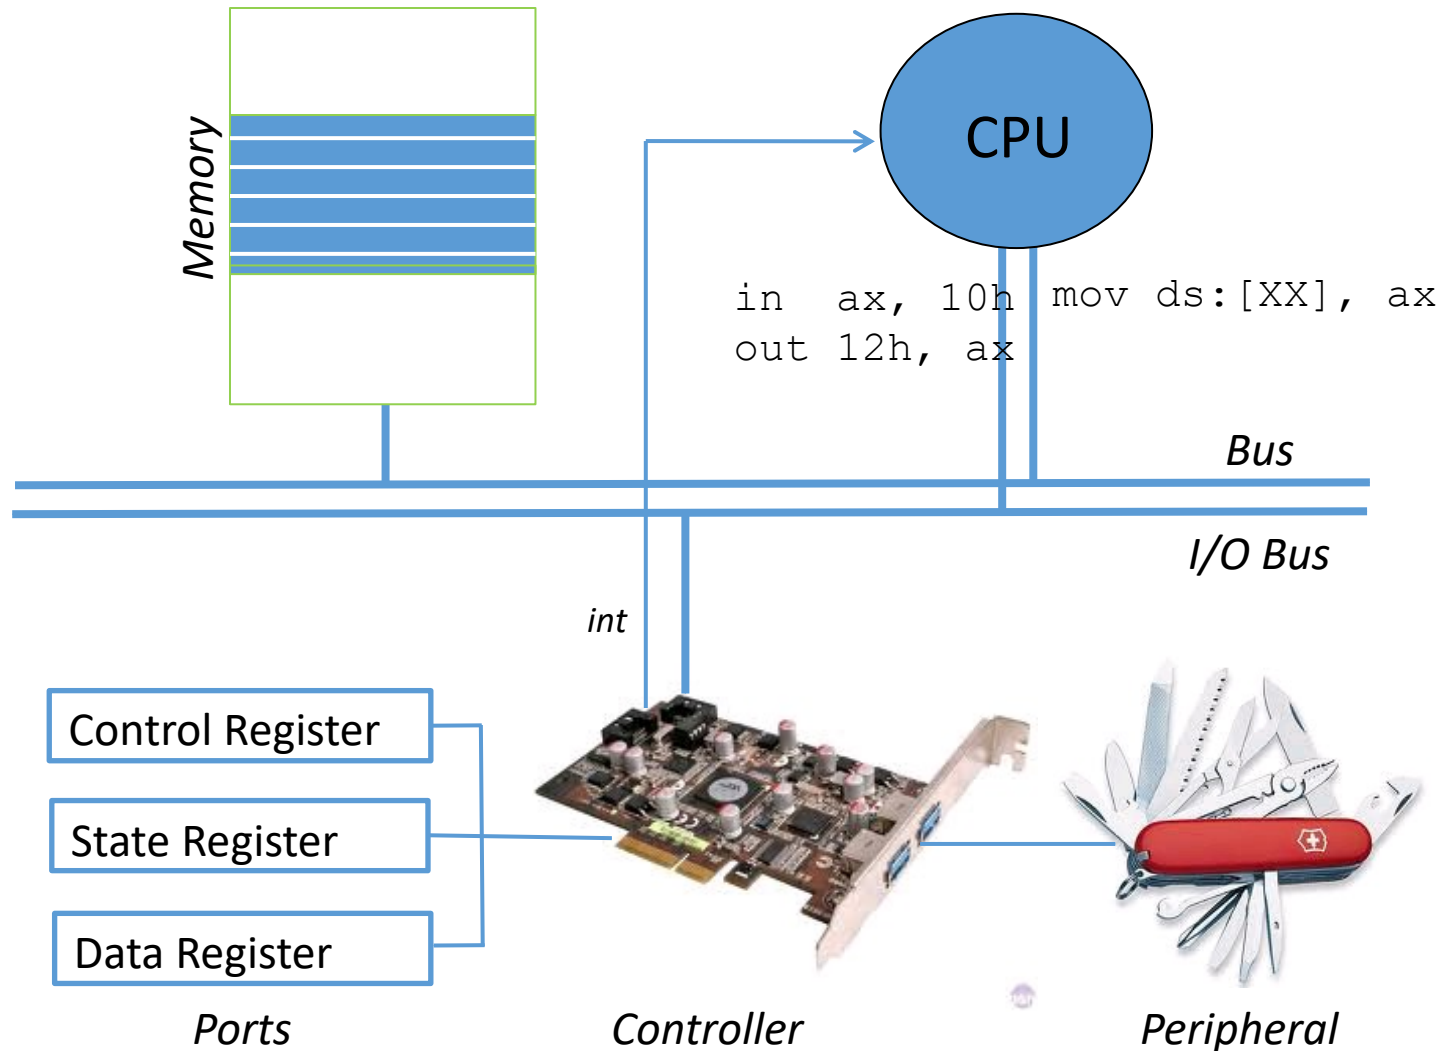 Memory
CPU
in  ax, 10h
out 12h, ax
mov ds:[XX], ax
Bus
I/O Bus
int
Control Register
State Register
Data Register
Ports
Controller
Peripheral